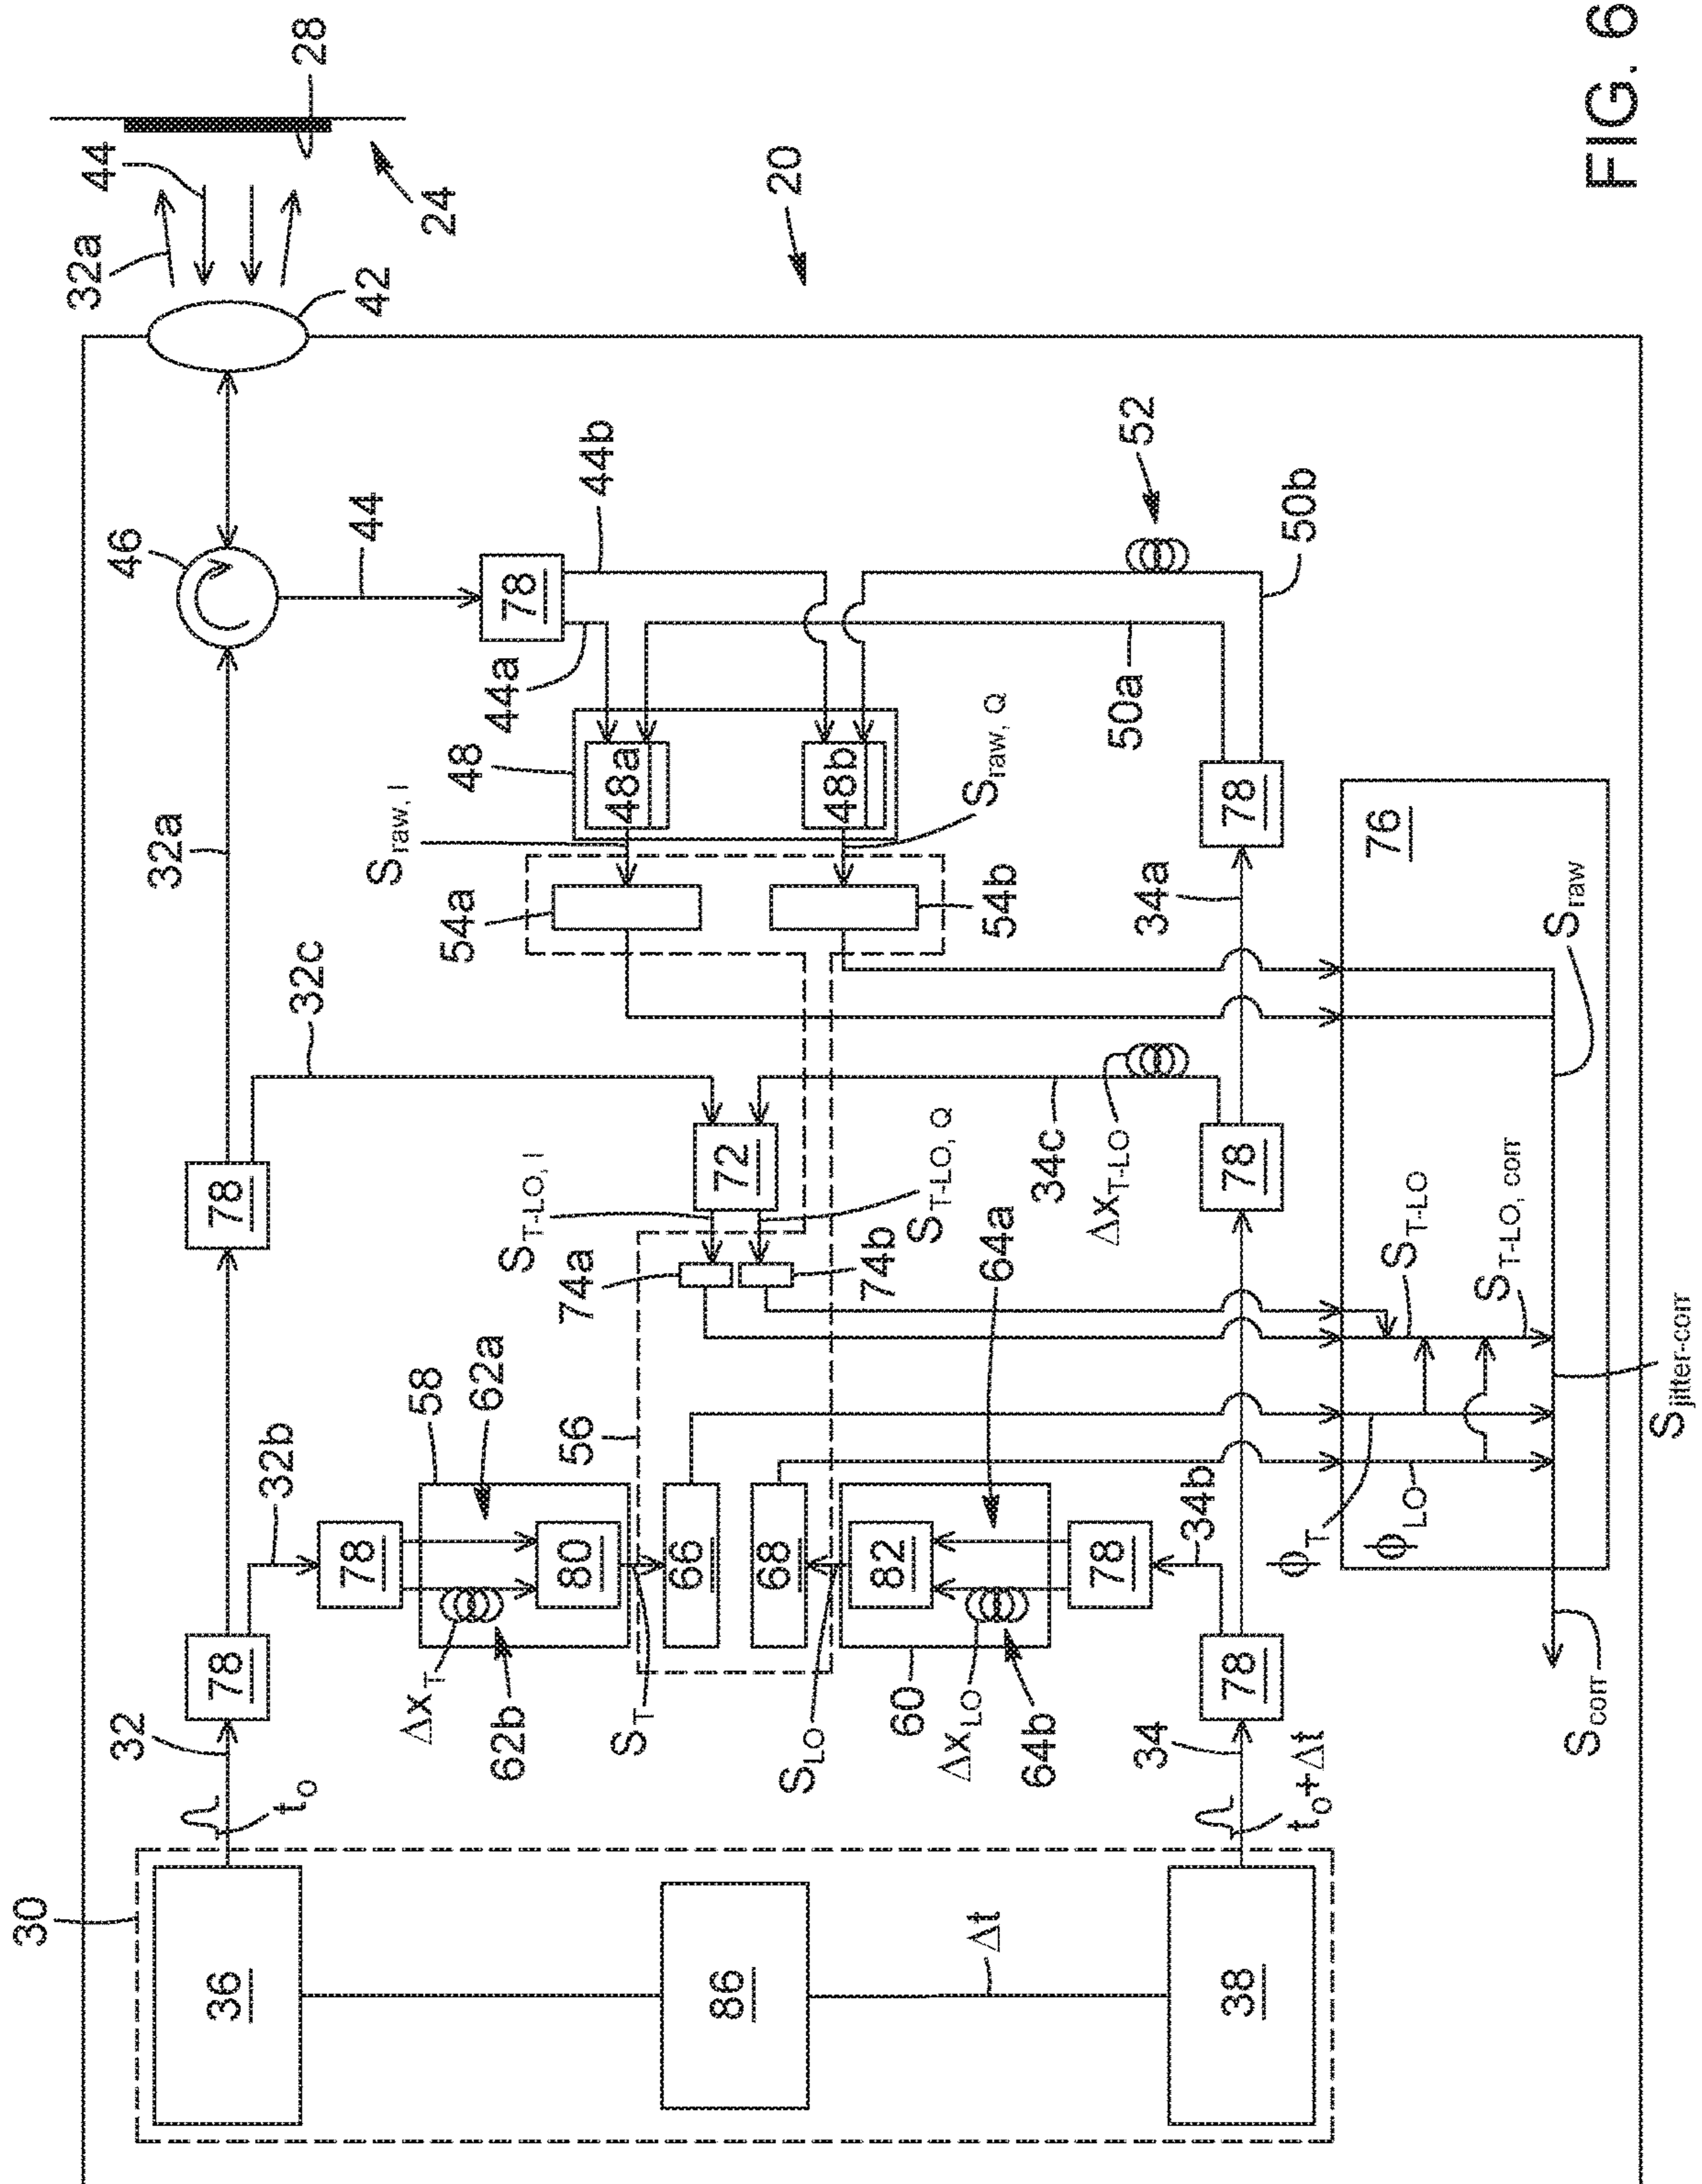 28
44
32a
24
42
20
46
44
78
44b
44a
52
50b
50a
48
48a
48b
S_raw, I
S_raw, Q
54a
54b
78
34a
76
S_raw
32a
32c
78
72
S_T-LO, I
S_T-LO, Q
74a
74b
64a
34c
Δx_T-LO
78
S_T-LO
S_T-LO, corr
S_jitter-corr
58
62a
56
32b
78
80
66
68
82
78
34b
ϕ_T
ϕ_LO
78
Δx_T
62b
S_T
S_LO
60
Δx_LO
64b
78
34
32
t_0
t_0+Δt
S_corr
30
36
86
Δt
38
FIG. 6